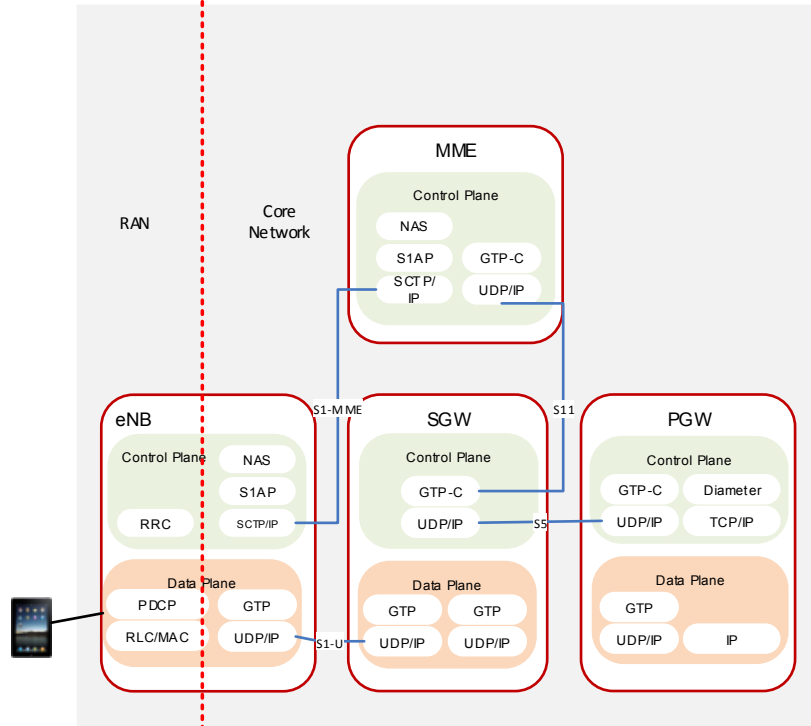 MME
Control Plane
NAS
S1AP
GTP-C
SCTP/
IP
UDP/IP
RAN
Core
Network
S1-MME
S11
eNB
Control Plane
NAS
S1AP
RRC
SCTP/IP
Data Plane
PDCP
GTP
RLC/MAC
UDP/IP
S1-U
SGW
Control Plane
GTP-C
UDP/IP
S5
Data Plane
GTP
GTP
UDP/IP
UDP/IP
PGW
Control Plane
GTP-C
Diameter
UDP/IP
TCP/IP
Data Plane
GTP
UDP/IP
IP